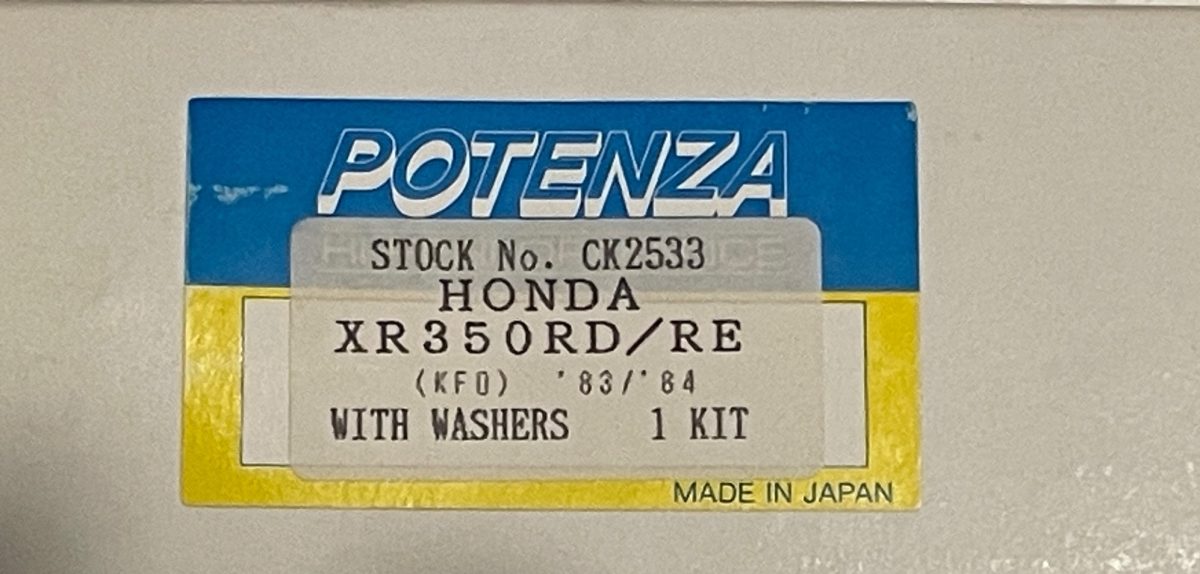 POTENZA
STOCK No. CK2533
HONDA
XR350RD/RE
(KF0) '83/'84
WITH WASHERS 1 KIT
MADE IN JAPAN